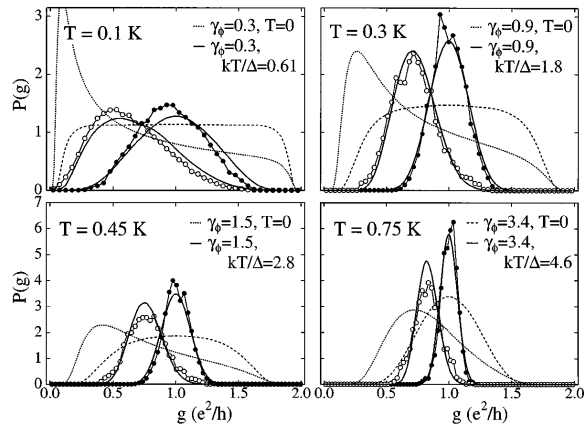 3
2
1
0
P(g)
T = 0.1 K
γϕ=0.3, T=0
γϕ=0.3,
kT/Δ=0.61
3
2
1
0
T = 0.3 K
γϕ=0.9, T=0
γϕ=0.9,
kT/Δ=1.8
7
6
5
4
3
2
1
0
P(g)
T = 0.45 K
γϕ=1.5, T=0
γϕ=1.5,
kT/Δ=2.8
0.0 0.5 1.0 1.5
g (e²/h)
T = 0.75 K
γϕ=3.4, T=0
γϕ=3.4,
kT/Δ=4.6
2.0 0.0 0.5 1.0 1.5 2.0
g (e²/h)